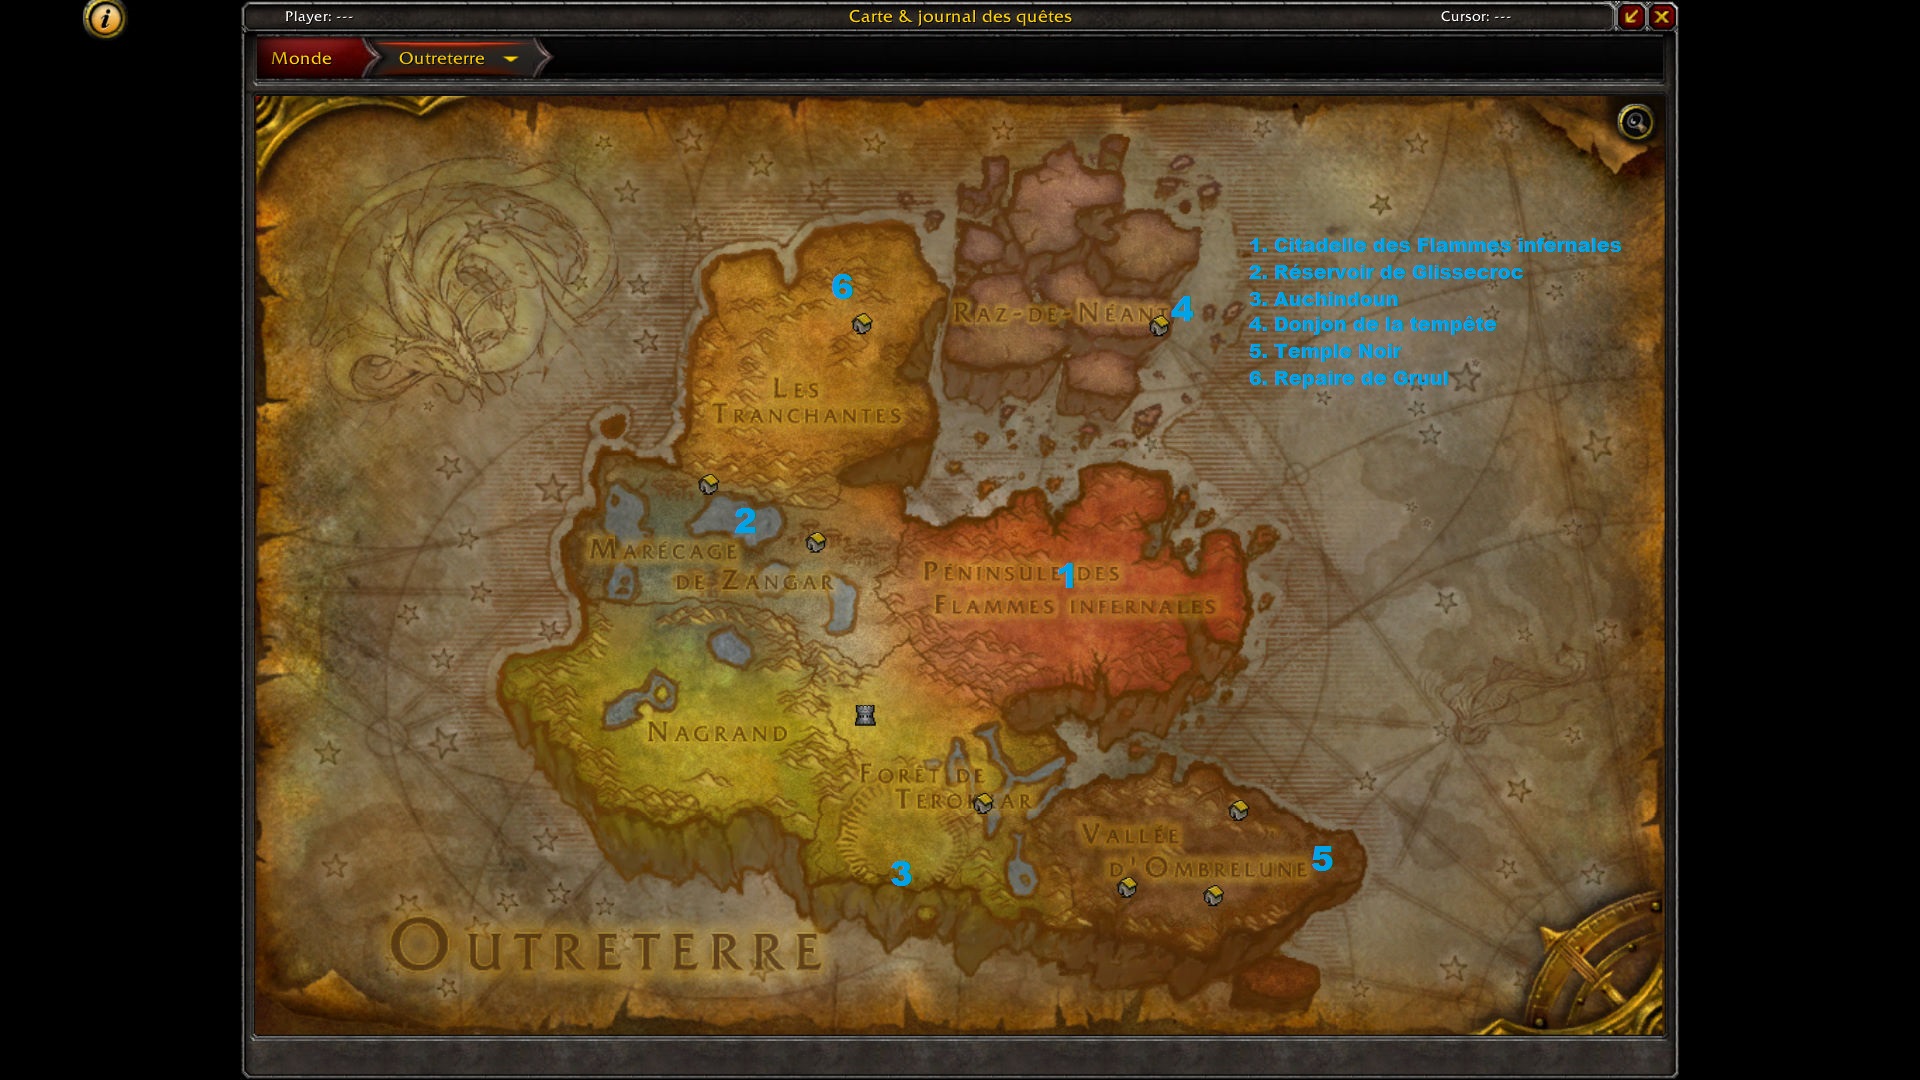 Player: ---
Carte & journal des quêtes
Cursor: ---
Monde
Outreterre
1. Citadelle des Flammes infernales
2. Réservoir de Glissecroc
3. Auchindoun
4. Donjon de la tempête
5. Temple Noir
6. Repaire de Gruul
6
Raz-de-Néant
4
Les
Tranchantes
2
Marécage
de Zangar
Péninsule des
1
Flammes infernales
Nagrand
Forêt de
Terokkar
Vallée
d'Ombrelune
5
3
Outreterre